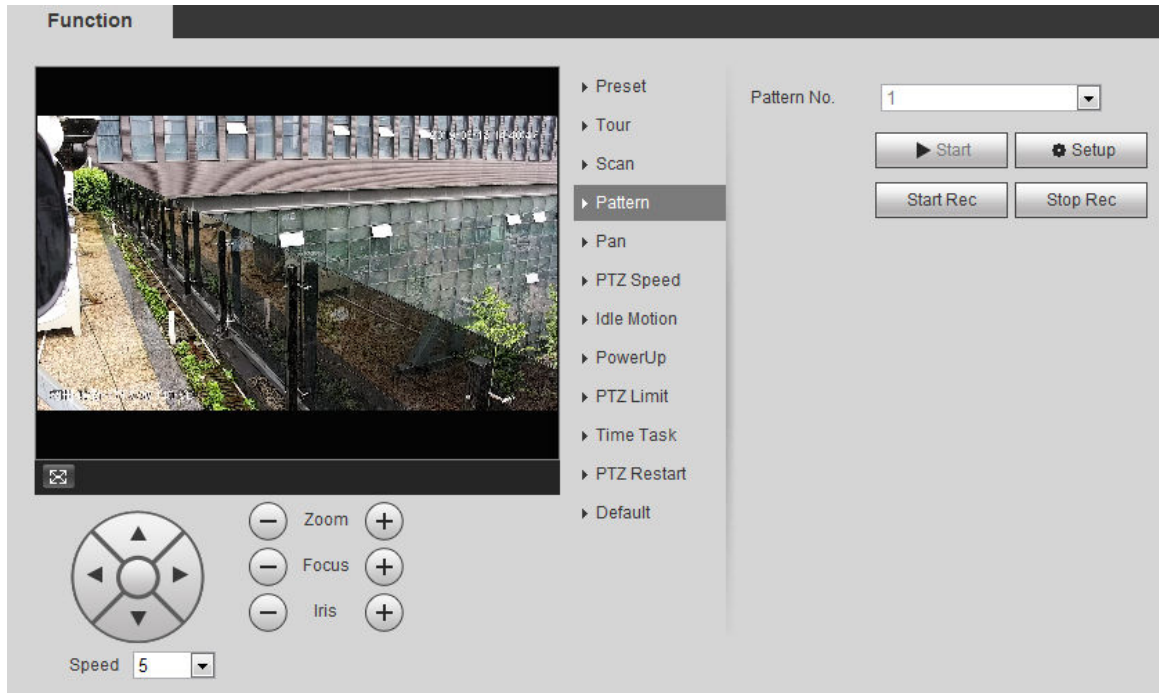 Function
Preset
Tour
Scan
Pattern
Pan
PTZ Speed
Idle Motion
PowerUp
PTZ Limit
Time Task
PTZ Restart
Default
Pattern No. 1
Start Setup
Start Rec Stop Rec
Zoom
Focus
Iris
Speed 5